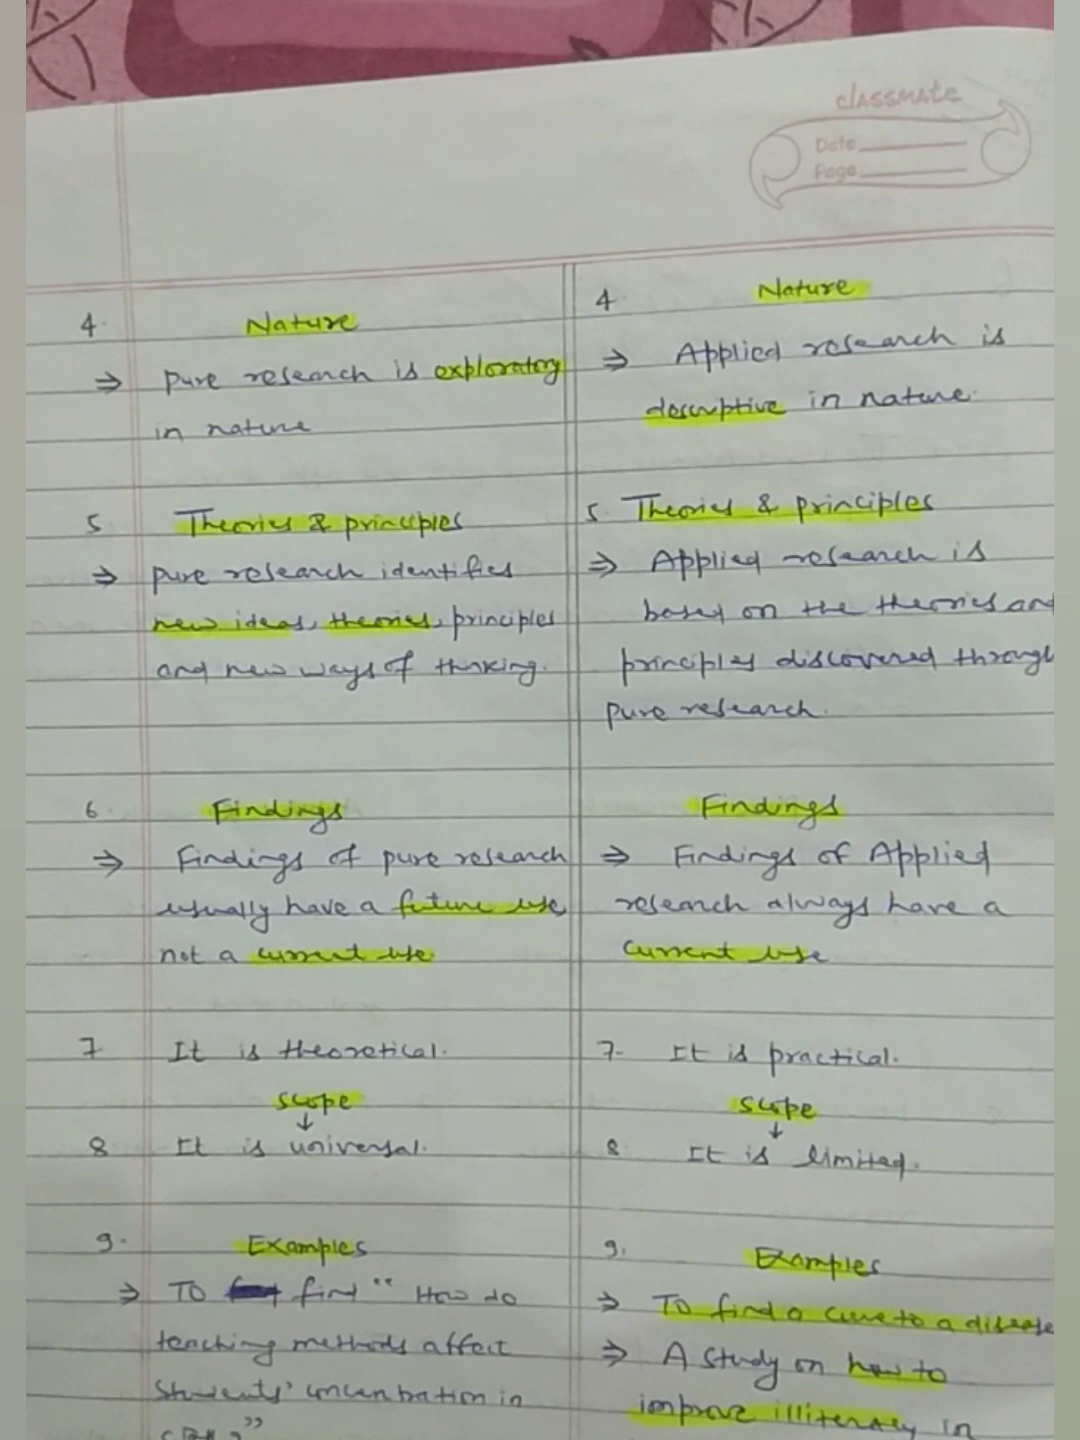 classmate
Date
Page
4. Nature
⇒ pure research is exploratory
in nature
5. Theories & principles
⇒ pure research identifies
new ideas, theories, principles
and new ways of thinking.
6. Findings
⇒ Findings of pure research
usually have a future use
not a current use
7 It is theoretical.
scope
↓
8 It is universal.
9. Examples
⇒ To find "How do
teaching methods affect
students' concentration in
4 Nature
⇒ Applied research is
descriptive in nature.
5. Theories & principles
⇒ Applied research is
based on the theories and
principles discovered through
pure research.
Findings
⇒ Findings of Applied
research always have a
current use
7. It is practical.
scope
↓
8 It is limited.
9. Examples
⇒ To find a cure to a disease
⇒ A study on how to
improve illiteracy in